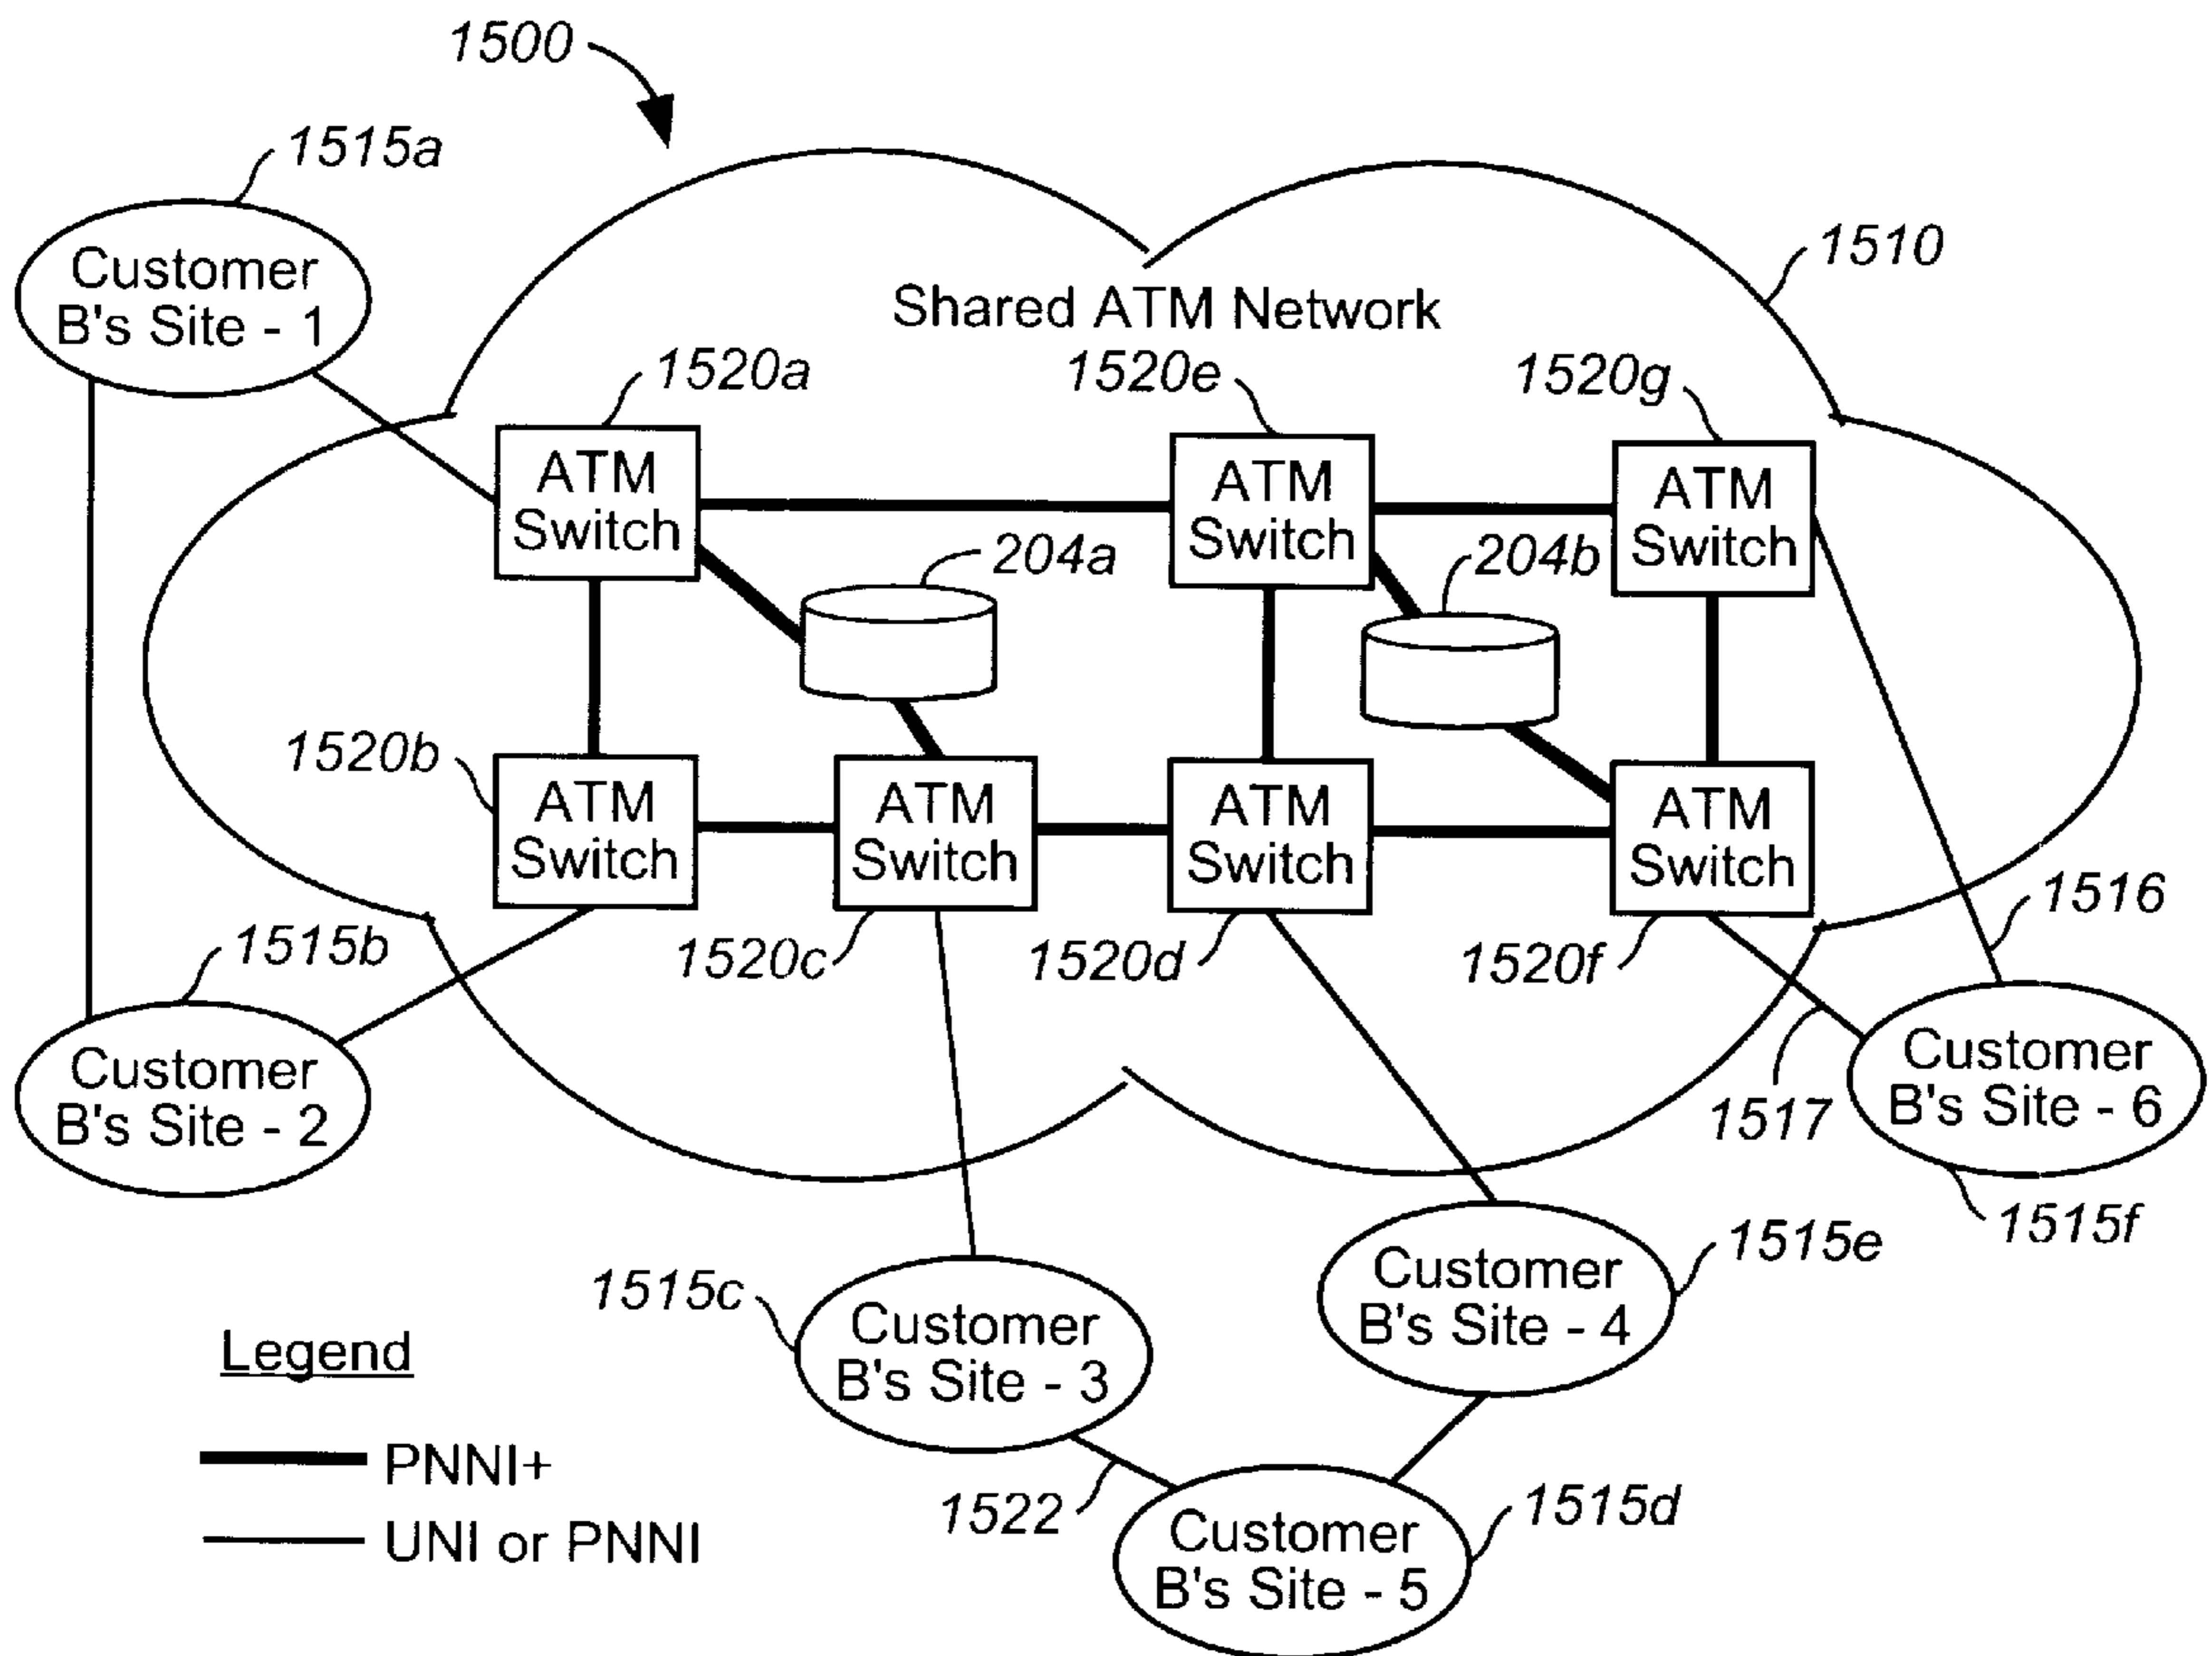 1500
1515a
Customer
B's Site - 1
1510
Shared ATM Network
1520a
1520e
1520g
ATM
Switch
ATM
Switch
ATM
Switch
204a
204b
1520b
ATM
Switch
ATM
Switch
ATM
Switch
ATM
Switch
1516
1515b
1520c
1520d
1520f
Customer
B's Site - 2
Customer
B's Site - 6
1517
1515f
1515e
1515c
Customer
B's Site - 4
Customer
B's Site - 3
Legend
PNNI+
UNI or PNNI
1522
1515d
Customer
B's Site - 5